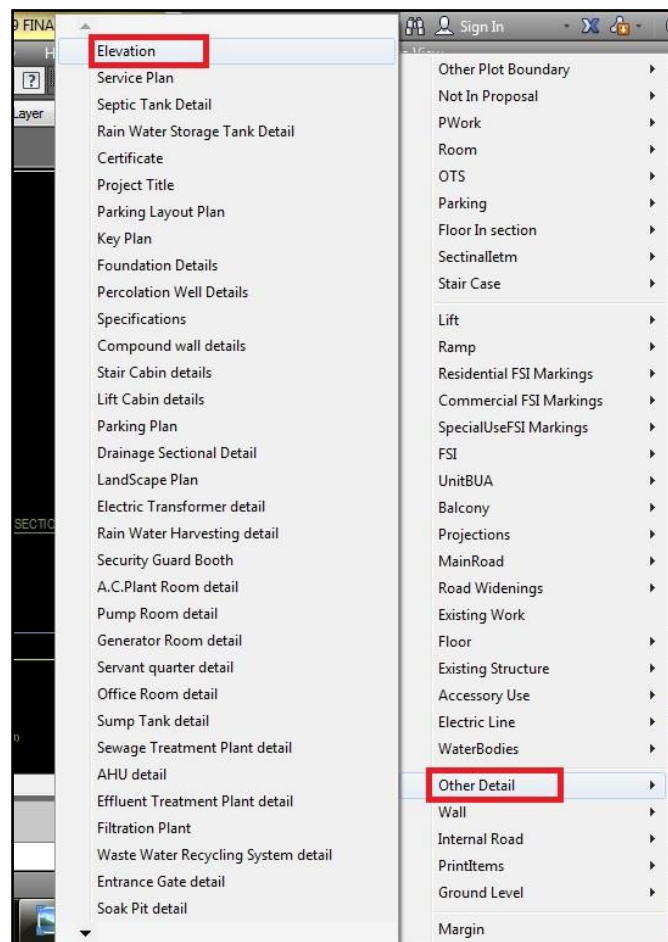 9 FINA
Sign In
H
Layer
SECTIO
Elevation
Service Plan
Septic Tank Detail
Rain Water Storage Tank Detail
Certificate
Project Title
Parking Layout Plan
Key Plan
Foundation Details
Percolation Well Details
Specifications
Compound wall details
Stair Cabin details
Lift Cabin details
Parking Plan
Drainage Sectional Detail
LandScape Plan
Electric Transformer detail
Rain Water Harvesting detail
Security Guard Booth
A.C.Plant Room detail
Pump Room detail
Generator Room detail
Servant quarter detail
Office Room detail
Sump Tank detail
Sewage Treatment Plant detail
AHU detail
Effluent Treatment Plant detail
Filtration Plant
Waste Water Recycling System detail
Entrance Gate detail
Soak Pit detail
Other Plot Boundary
Not In Proposal
PWork
Room
OTS
Parking
Floor In section
SectinalIetm
Stair Case
Lift
Ramp
Residential FSI Markings
Commercial FSI Markings
SpecialUseFSI Markings
FSI
UnitBUA
Balcony
Projections
MainRoad
Road Widenings
Existing Work
Floor
Existing Structure
Accessory Use
Electric Line
WaterBodies
Other Detail
Wall
Internal Road
PrintItems
Ground Level
Margin